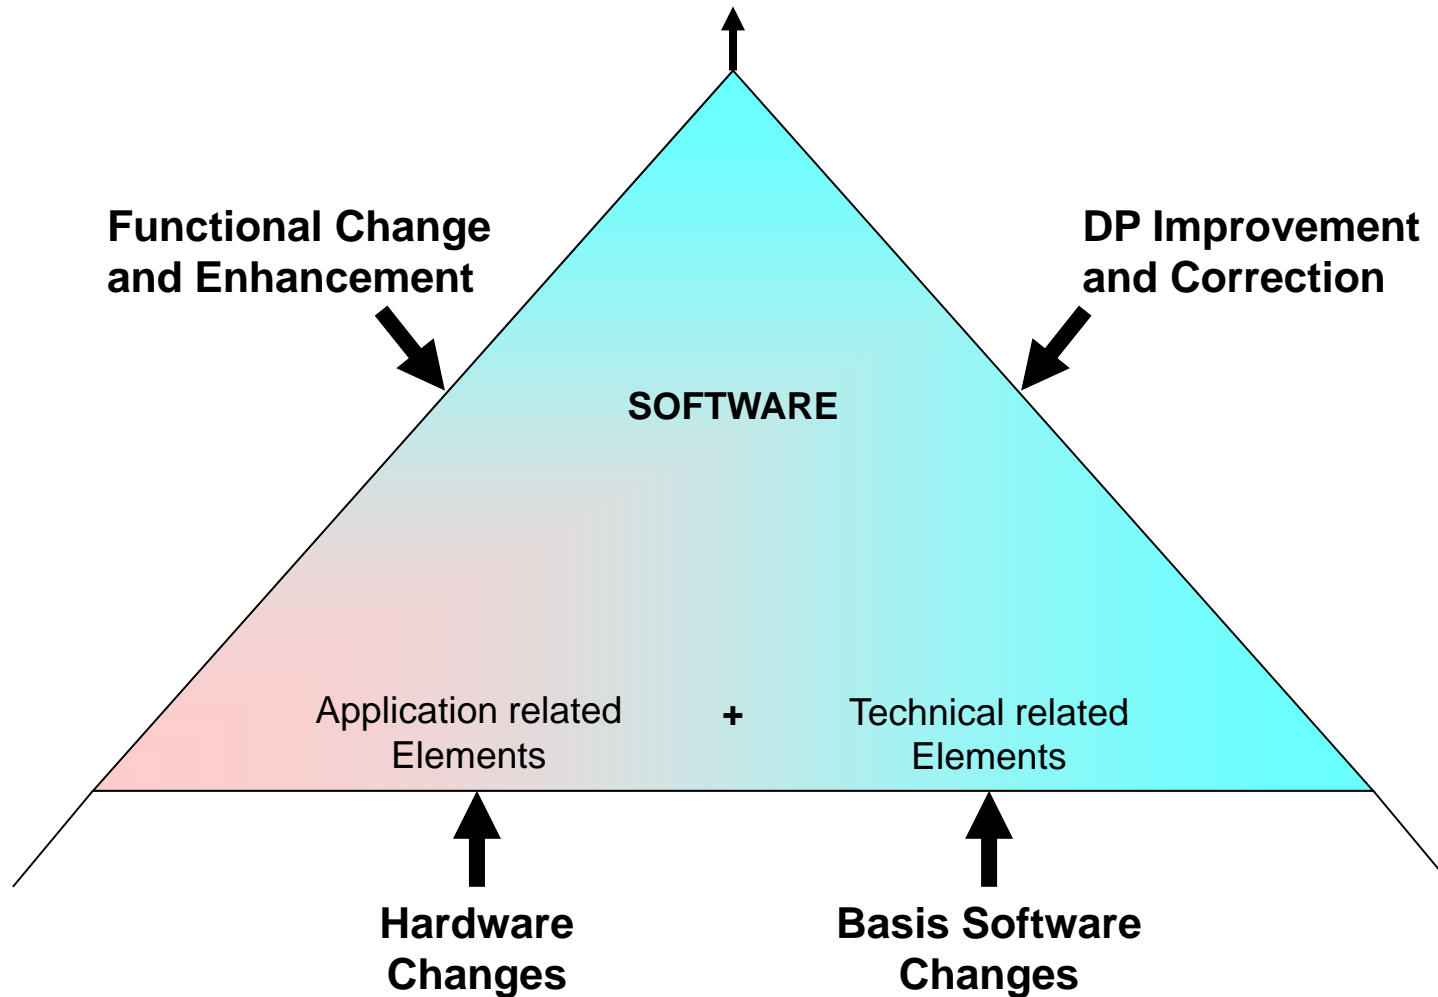 Functional Change
and Enhancement
DP Improvement
and Correction
SOFTWARE
Application related
Elements
+
Technical related
Elements
Hardware
Changes
Basis Software
Changes